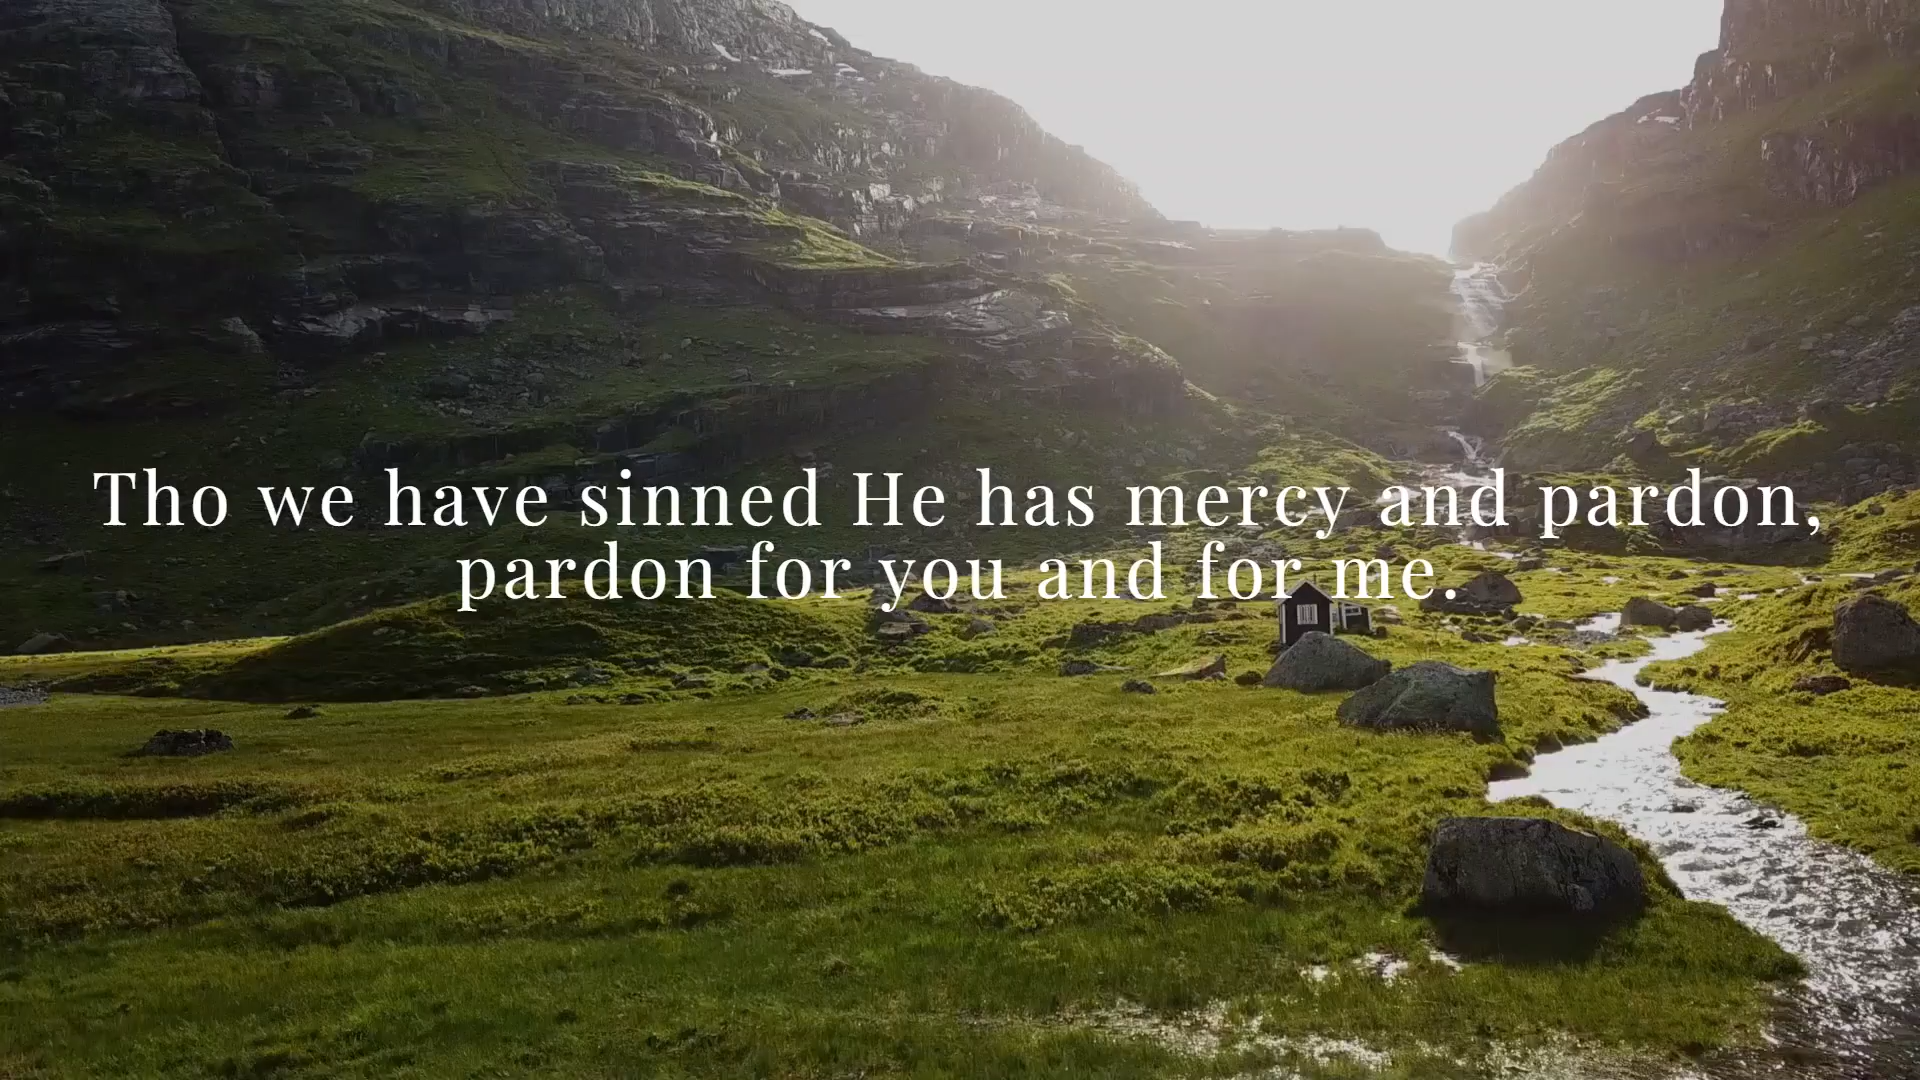 Tho we have sinned He has mercy and pardon,
pardon for you and for me.